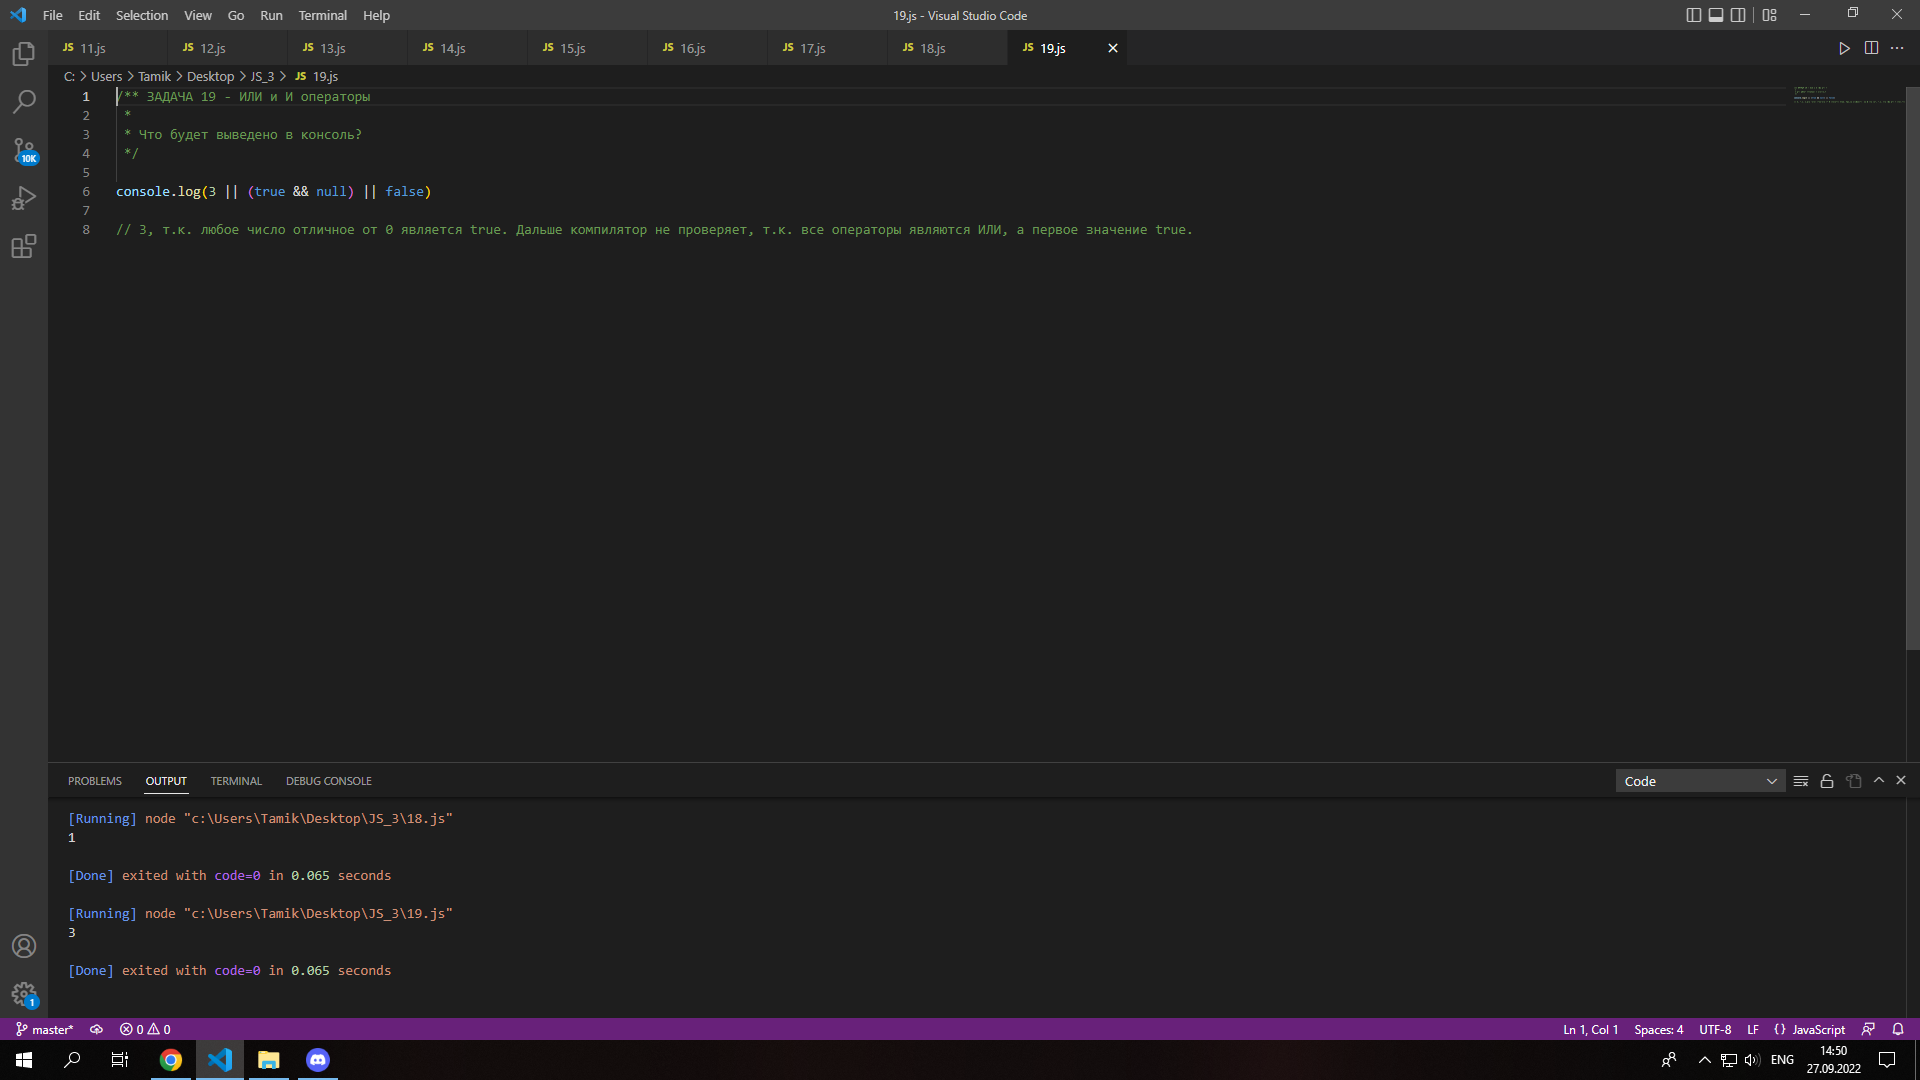 File Edit Selection View Go Run Terminal Help
19.js - Visual Studio Code
JS 11.js JS 12.js JS 13.js JS 14.js JS 15.js JS 16.js JS 17.js JS 18.js JS 19.js
C: > Users > Tamik > Desktop > JS_3 > JS 19.js
1 /** ЗАДАЧА 19 - ИЛИ и И операторы
2 *
3 * Что будет выведено в консоль?
4 */
5
6 console.log(3 || (true && null) || false)
7
8 // 3, т.к. любое число отличное от 0 является true. Дальше компилятор не проверяет, т.к. все операторы являются ИЛИ, а первое значение true.
10K
PROBLEMS OUTPUT TERMINAL DEBUG CONSOLE
Code
[Running] node "c:\Users\Tamik\Desktop\JS_3\18.js"
1
[Done] exited with code=0 in 0.065 seconds
[Running] node "c:\Users\Tamik\Desktop\JS_3\19.js"
3
[Done] exited with code=0 in 0.065 seconds
1
master* 0 0
Ln 1, Col 1 Spaces: 4 UTF-8 LF {} JavaScript
ENG
14:50
27.09.2022